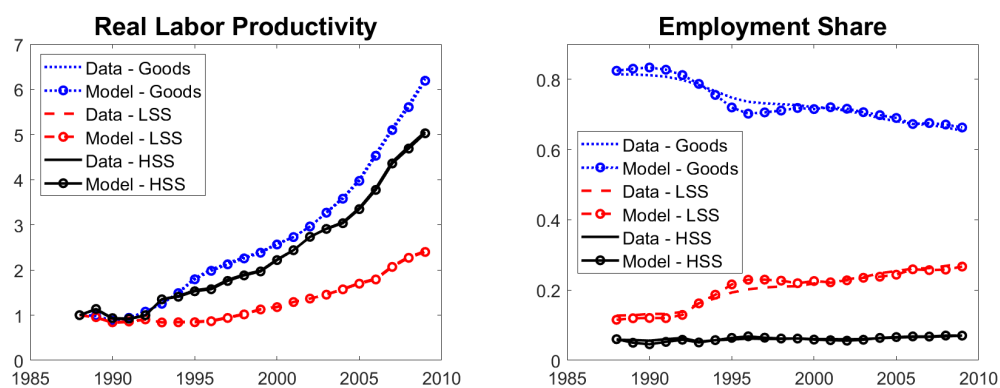 Real Labor Productivity
7
6
5
4
3
2
1
0
1985 1990 1995 2000 2005 2010
Data - Goods
Model - Goods
Data - LSS
Model - LSS
Data - HSS
Model - HSS
Employment Share
0.8
0.6
0.4
0.2
0
1985 1990 1995 2000 2005 2010
Data - Goods
Model - Goods
Data - LSS
Model - LSS
Data - HSS
Model - HSS